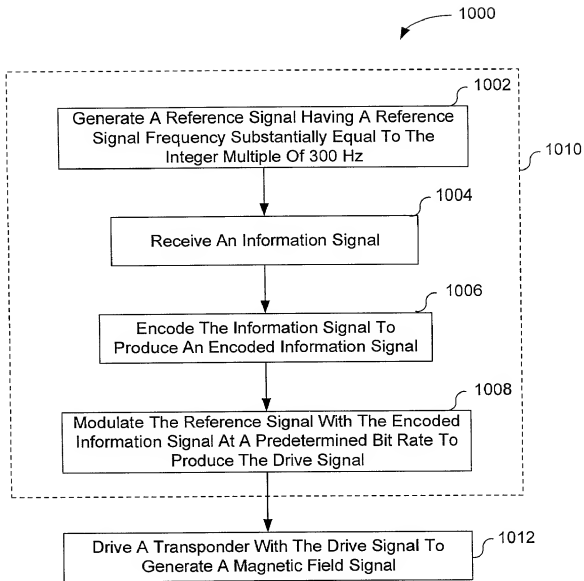 1000
1002
Generate A Reference Signal Having A Reference
Signal Frequency Substantially Equal To The
Integer Multiple Of 300 Hz
1010
1004
Receive An Information Signal
1006
Encode The Information Signal To
Produce An Encoded Information Signal
1008
Modulate The Reference Signal With The Encoded
Information Signal At A Predetermined Bit Rate To
Produce The Drive Signal
1012
Drive A Transponder With The Drive Signal To
Generate A Magnetic Field Signal